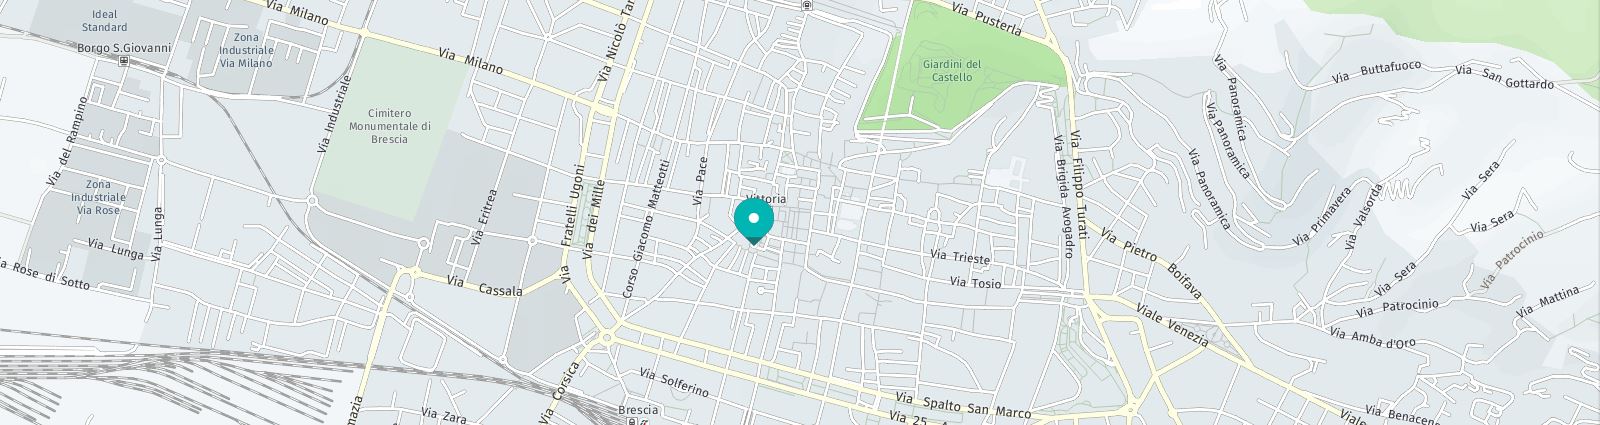 Ideal
Standard
Via Milano
Via Pusterla
Borgo S.Giovanni
Zona
Industriale
Via Milano
Via Milano
Via Nicolò
Giardini del
Castello
Via Panoramica
Via Buttafuoco
Via San Gottardo
Via del Rampino
Via Industriale
Cimitero
Monumentale di
Brescia
Via Panoramica
Via Pace
Via Brigida Avogadro
Via Filippo Turati
Via Panoramica
Via Sera
Zona
Industriale
Via Rose
Via Lunga
Via Eritrea
Via Fratelli Ugoni
Via dei Mille
Corso Giacomo Matteotti
Vittoria
Via Primavera
Via Valsorda
Via Sera
Via Lunga
Via Trieste
Via Pietro Boifava
Via Patrocinio
Rose di Sotto
Via Cassala
Via Tosio
Via Sera
Via Patrocinio
Via Mattina
Viale Venezia
Via Amba d'Oro
Via Corsica
Via Solferino
Brescia
Via Zara
Via Spalto San Marco
Via 25
Viale
Via Benacense